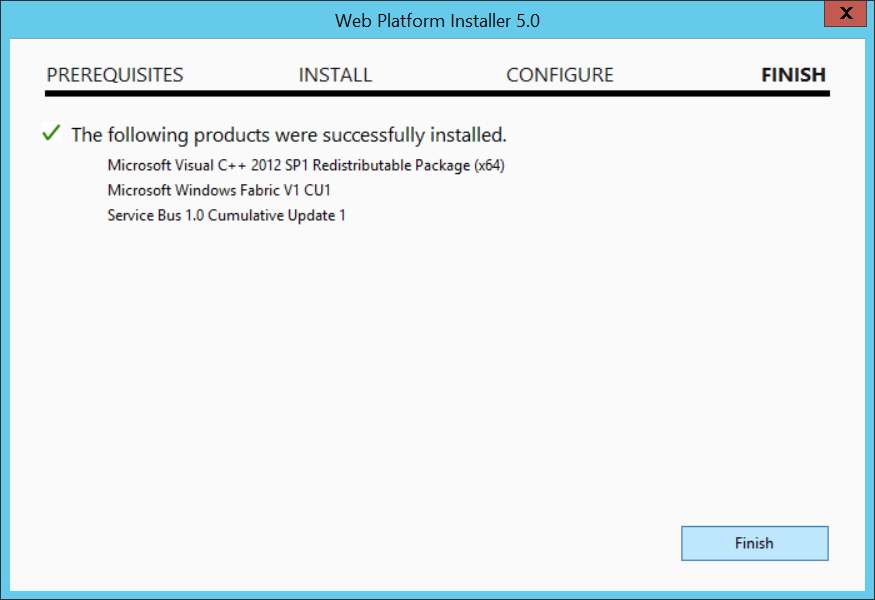 Web Platform Installer 5.0
X
PREREQUISITES INSTALL CONFIGURE FINISH
The following products were successfully installed.
Microsoft Visual C++ 2012 SP1 Redistributable Package (x64)
Microsoft Windows Fabric V1 CU1
Service Bus 1.0 Cumulative Update 1
Finish